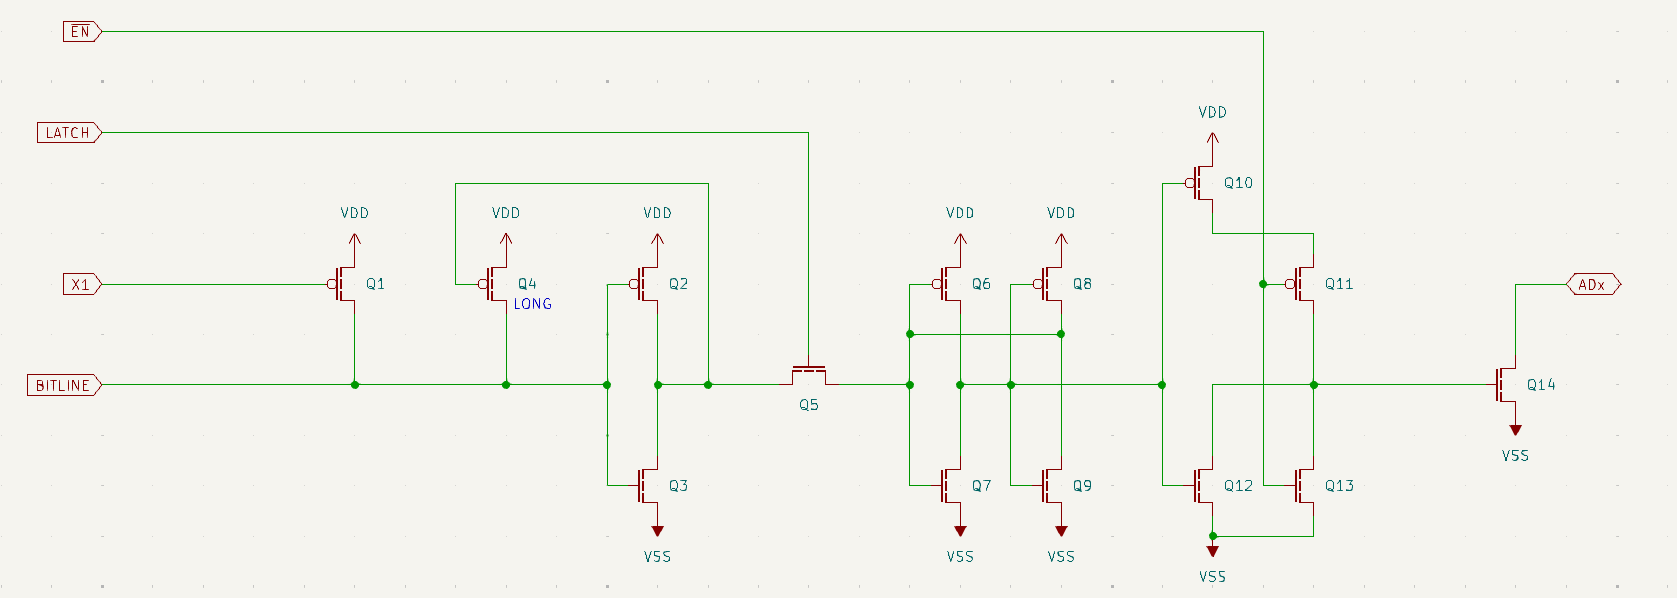 EN
LATCH
VDD
Q10
VDD
VDD
VDD
VDD
VDD
X1
Q1
Q4
LONG
Q2
Q6
Q8
Q11
ADx
BITLINE
Q5
Q14
VSS
Q3
Q7
Q9
Q12
Q13
VSS
VSS
VSS
VSS